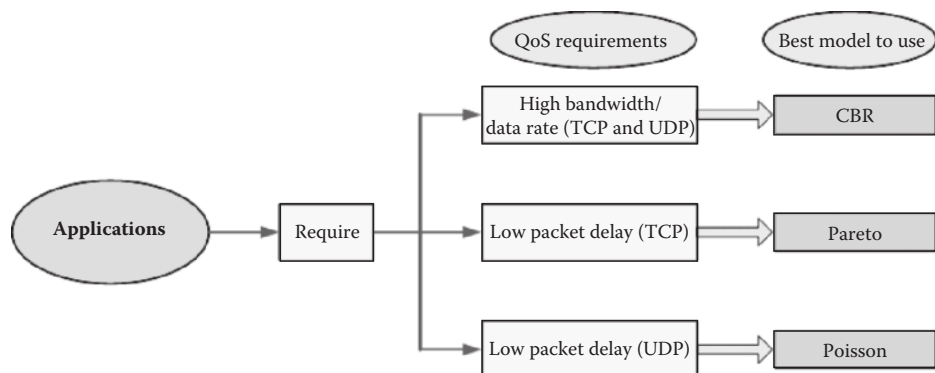 QoS requirements
Best model to use
High bandwidth/
data rate (TCP and UDP)
CBR
Applications
Require
Low packet delay (TCP)
Pareto
Low packet delay (UDP)
Poisson